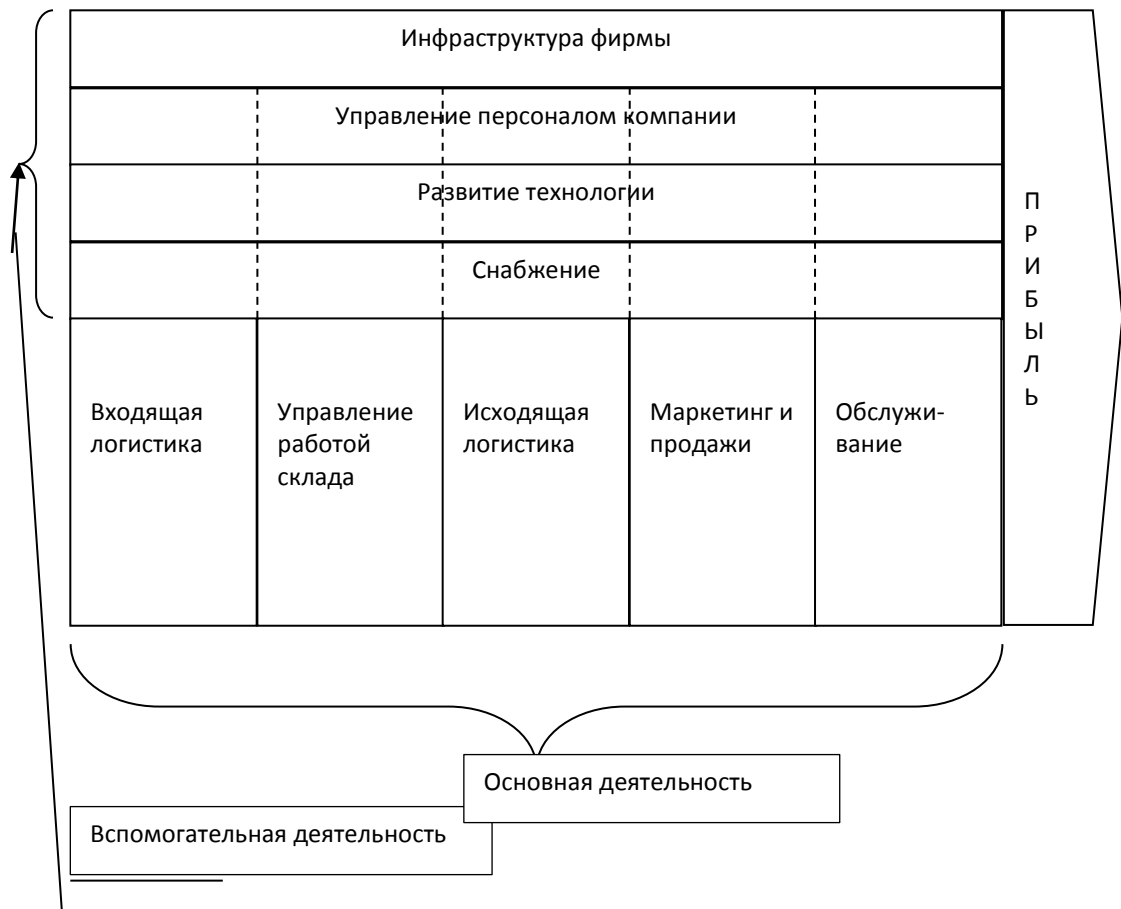 Инфраструктура фирмы
Управление персоналом компании
Развитие технологии
Снабжение
Входящая
логистика
Управление
работой
склада
Исходящая
логистика
Маркетинг и
продажи
Обслужи-
вание
П
Р
И
Б
Ы
Л
Ь
Основная деятельность
Вспомогательная деятельность